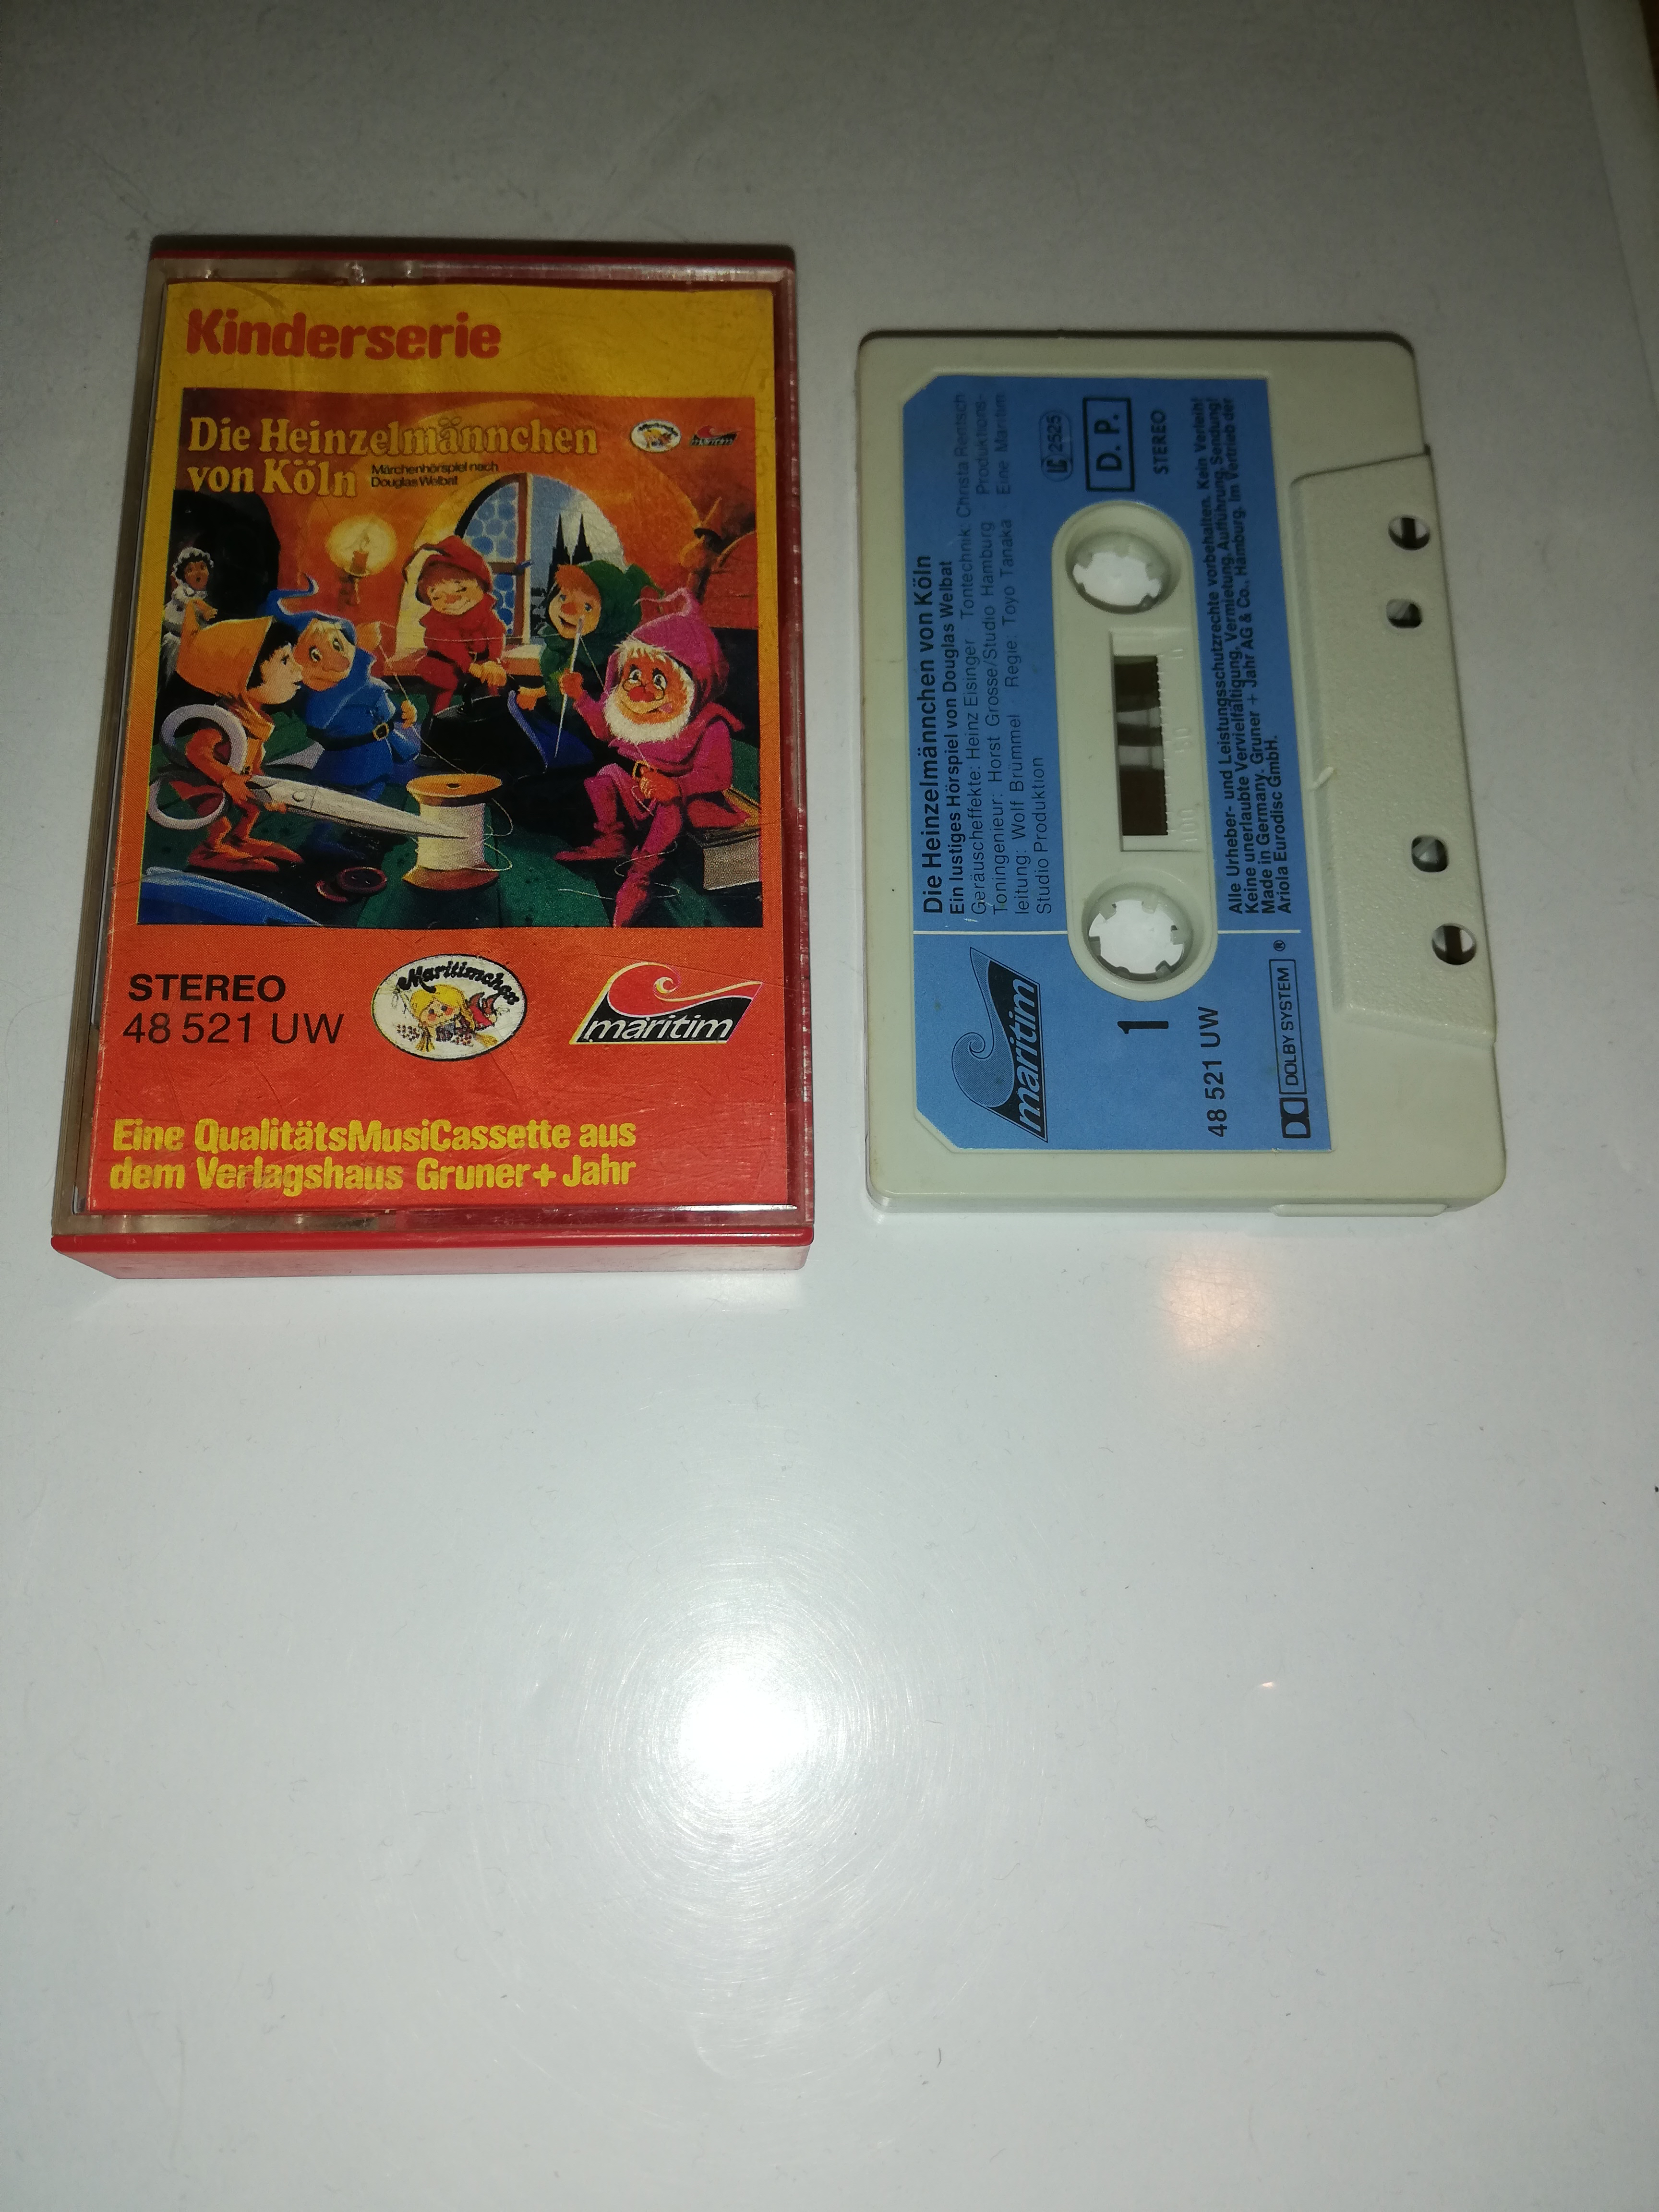 Kinderserie
Die Heinzelmännchen
von Köln
Märchenhörspiel nach
Douglas Welbat
maritim
STEREO
48 521 UW
Maritimchen
maritim
Eine QualitätsMusiCassette aus
dem Verlagshaus Gruner+Jahr
maritim
Die Heinzelmännchen von Köln
Ein lustiges Hörspiel von Douglas Welbat
Geräuscheffekte: Heinz Eisinger Tontechnik: Christa Rentsch
Toningenieur: Horst Grosse/Studio Hamburg Produktions-
leitung: Wolf Brummel Regie: Toyo Tanaka Eine Maritim
Studio Produktion
LC 2525
D. P.
STEREO
1
48 521 UW
DOLBY SYSTEM ®
Alle Urheber- und Leistungsschutzrechte vorbehalten. Kein Verleih!
Keine unerlaubte Vervielfältigung, Vermietung, Aufführung, Sendung!
Made in Germany. Gruner + Jahr AG & Co., Hamburg. Im Vertrieb der
Ariola Eurodisc GmbH.